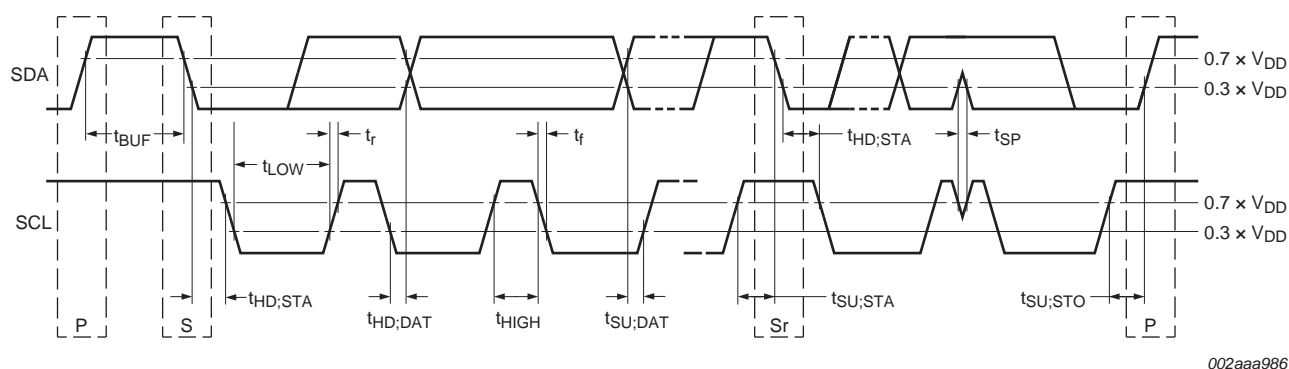 SDA
0.7 × VDD
0.3 × VDD
tBUF
tLOW
tr
tf
tHD;STA
tSP
SCL
0.7 × VDD
0.3 × VDD
tHD;STA
tHD;DAT
tHIGH
tSU;DAT
tSU;STA
tSU;STO
P
S
Sr
P
002aaa986